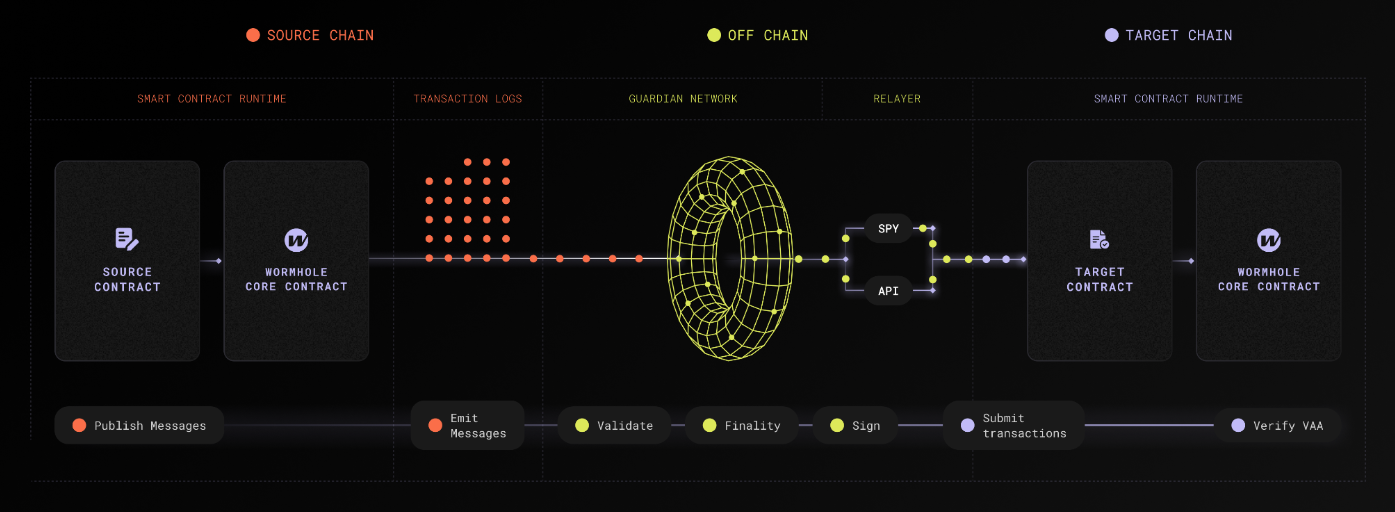 SOURCE CHAIN
OFF CHAIN
TARGET CHAIN
SMART CONTRACT RUNTIME
TRANSACTION LOGS
GUARDIAN NETWORK
RELAYER
SMART CONTRACT RUNTIME
SOURCE
CONTRACT
W
WORMHOLE
CORE CONTRACT
SPY
API
TARGET
CONTRACT
W
WORMHOLE
CORE CONTRACT
Publish Messages
Emit
Messages
Validate
Finality
Sign
Submit
transactions
Verify VAA